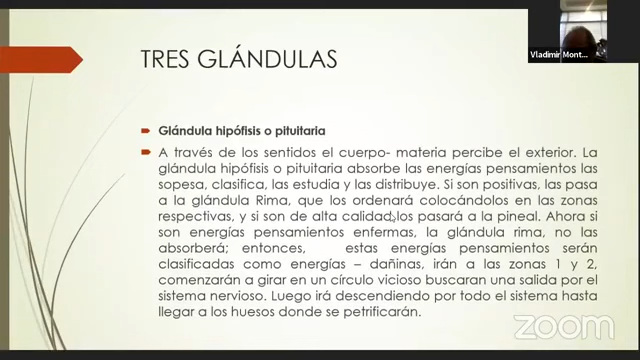 Vladimir Mont...
TRES GLÁNDULAS
Glándula hipófisis o pituitaria
A través de los sentidos el cuerpo- materia percibe el exterior. La
glándula hipófisis o pituitaria absorbe las energías pensamientos las
sopesa, clasifica, las estudia y las distribuye. Si son positivas, las pasa
a la glándula Rima, que los ordenará colocándolos en las zonas
respectivas, y si son de alta calidad los pasará a la pineal. Ahora si
son energías pensamientos enfermas, la glándula rima, no las
absorberá; entonces, estas energías pensamientos serán
clasificadas como energías – dañinas, irán a las zonas 1 y 2,
comenzarán a girar en un círculo vicioso buscaran una salida por el
sistema nervioso. Luego irá descendiendo por todo el sistema hasta
llegar a los huesos donde se petrificarán.
zoom